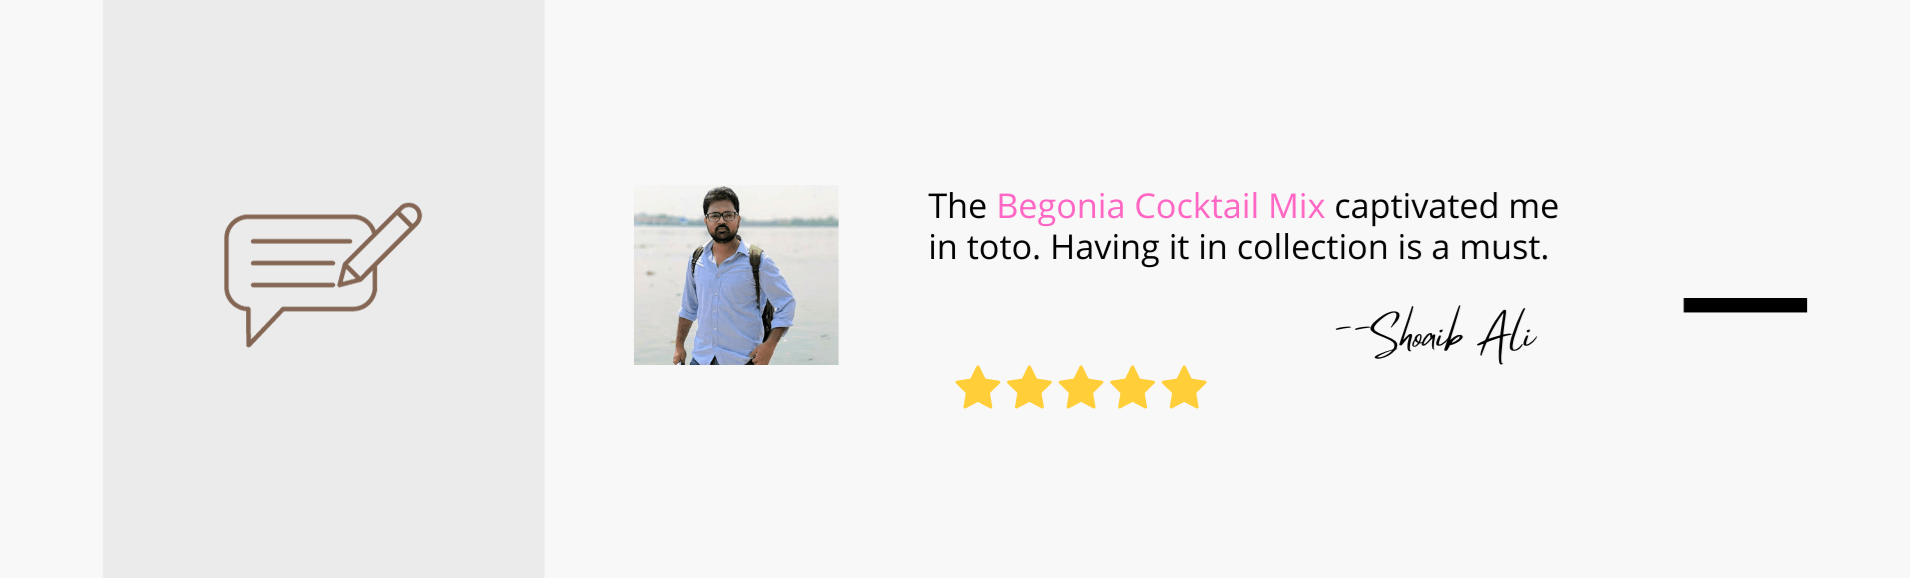 The Begonia Cocktail Mix captivated me
in toto. Having it in collection is a must.
--Shoaib Ali